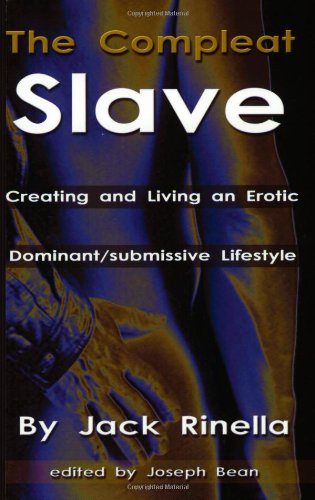 The Compleat
Slave
Creating and Living an Erotic
Dominant/submissive Lifestyle
By Jack Rinella
edited by Joseph Bean